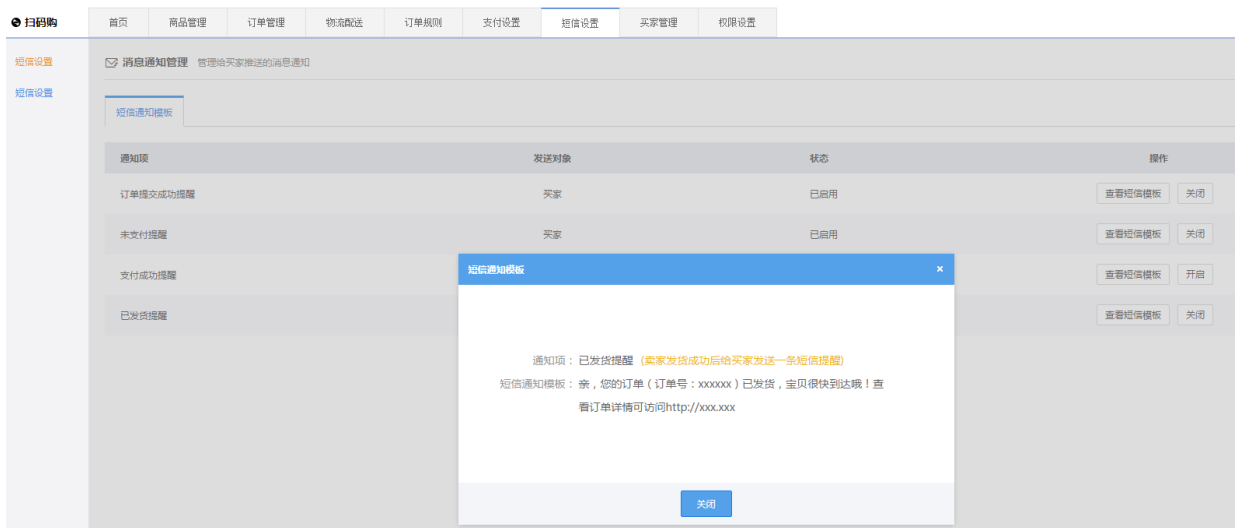 扫码购
首页 商品管理 订单管理 物流配送 订单规则 支付设置 短信设置 买家管理 权限设置
短信设置
短信设置
消息通知管理 管理给买家推送的消息通知
短信通知模板
通知项 发送对象 状态 操作
订单提交成功提醒 买家 已启用 查看短信模板 关闭
未支付提醒 买家 已启用 查看短信模板 关闭
支付成功提醒 查看短信模板 开启
已发货提醒 查看短信模板 关闭
短信通知模板 ×
通知项：已发货提醒（卖家发货成功后给买家发送一条短信提醒）
短信通知模板：亲，您的订单（订单号：xxxxxx）已发货，宝贝很快到达哦！查
看订单详情可访问http://xxx.xxx
关闭